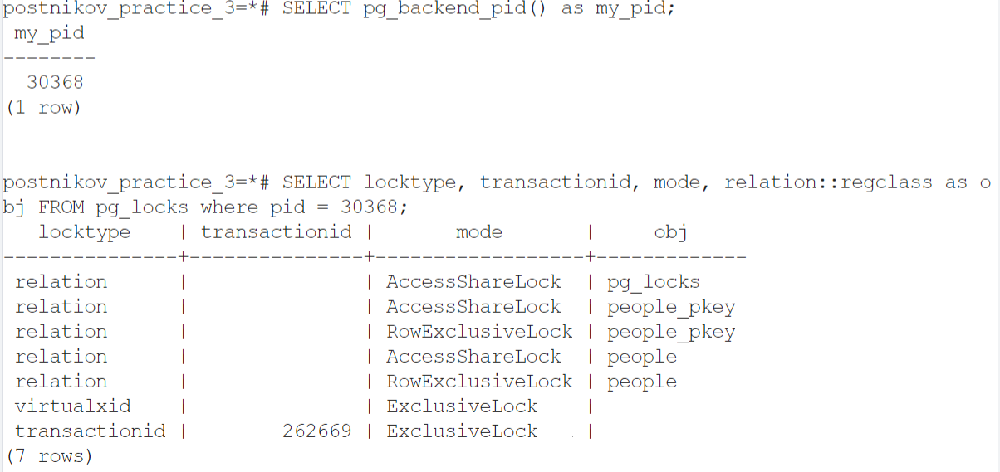 postnikov_practice_3=*# SELECT pg_backend_pid() as my_pid;
 my_pid
--------
  30368
(1 row)
postnikov_practice_3=*# SELECT locktype, transactionid, mode, relation::regclass as o
bj FROM pg_locks where pid = 30368;
   locktype    | transactionid |       mode       |     obj
---------------+---------------+------------------+-------------
 relation      |               | AccessShareLock  | pg_locks
 relation      |               | AccessShareLock  | people_pkey
 relation      |               | RowExclusiveLock | people_pkey
 relation      |               | AccessShareLock  | people
 relation      |               | RowExclusiveLock | people
 virtualxid    |               | ExclusiveLock    |
 transactionid |        262669 | ExclusiveLock    |
(7 rows)